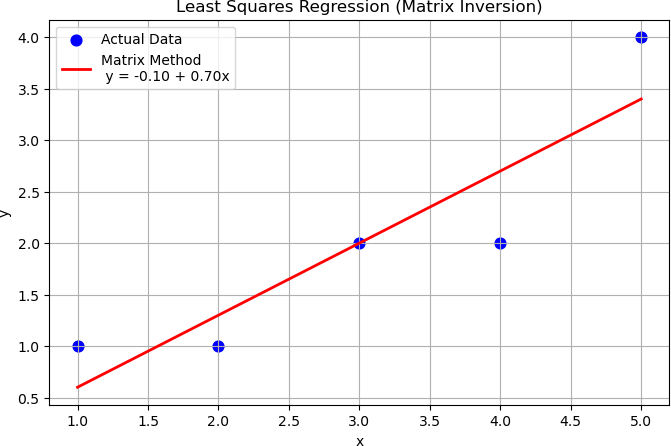 Least Squares Regression (Matrix Inversion)
Actual Data
Matrix Method
y = -0.10 + 0.70x
4.0
3.5
3.0
2.5
2.0
1.5
1.0
0.5
y
1.0 1.5 2.0 2.5 3.0 3.5 4.0 4.5 5.0
x